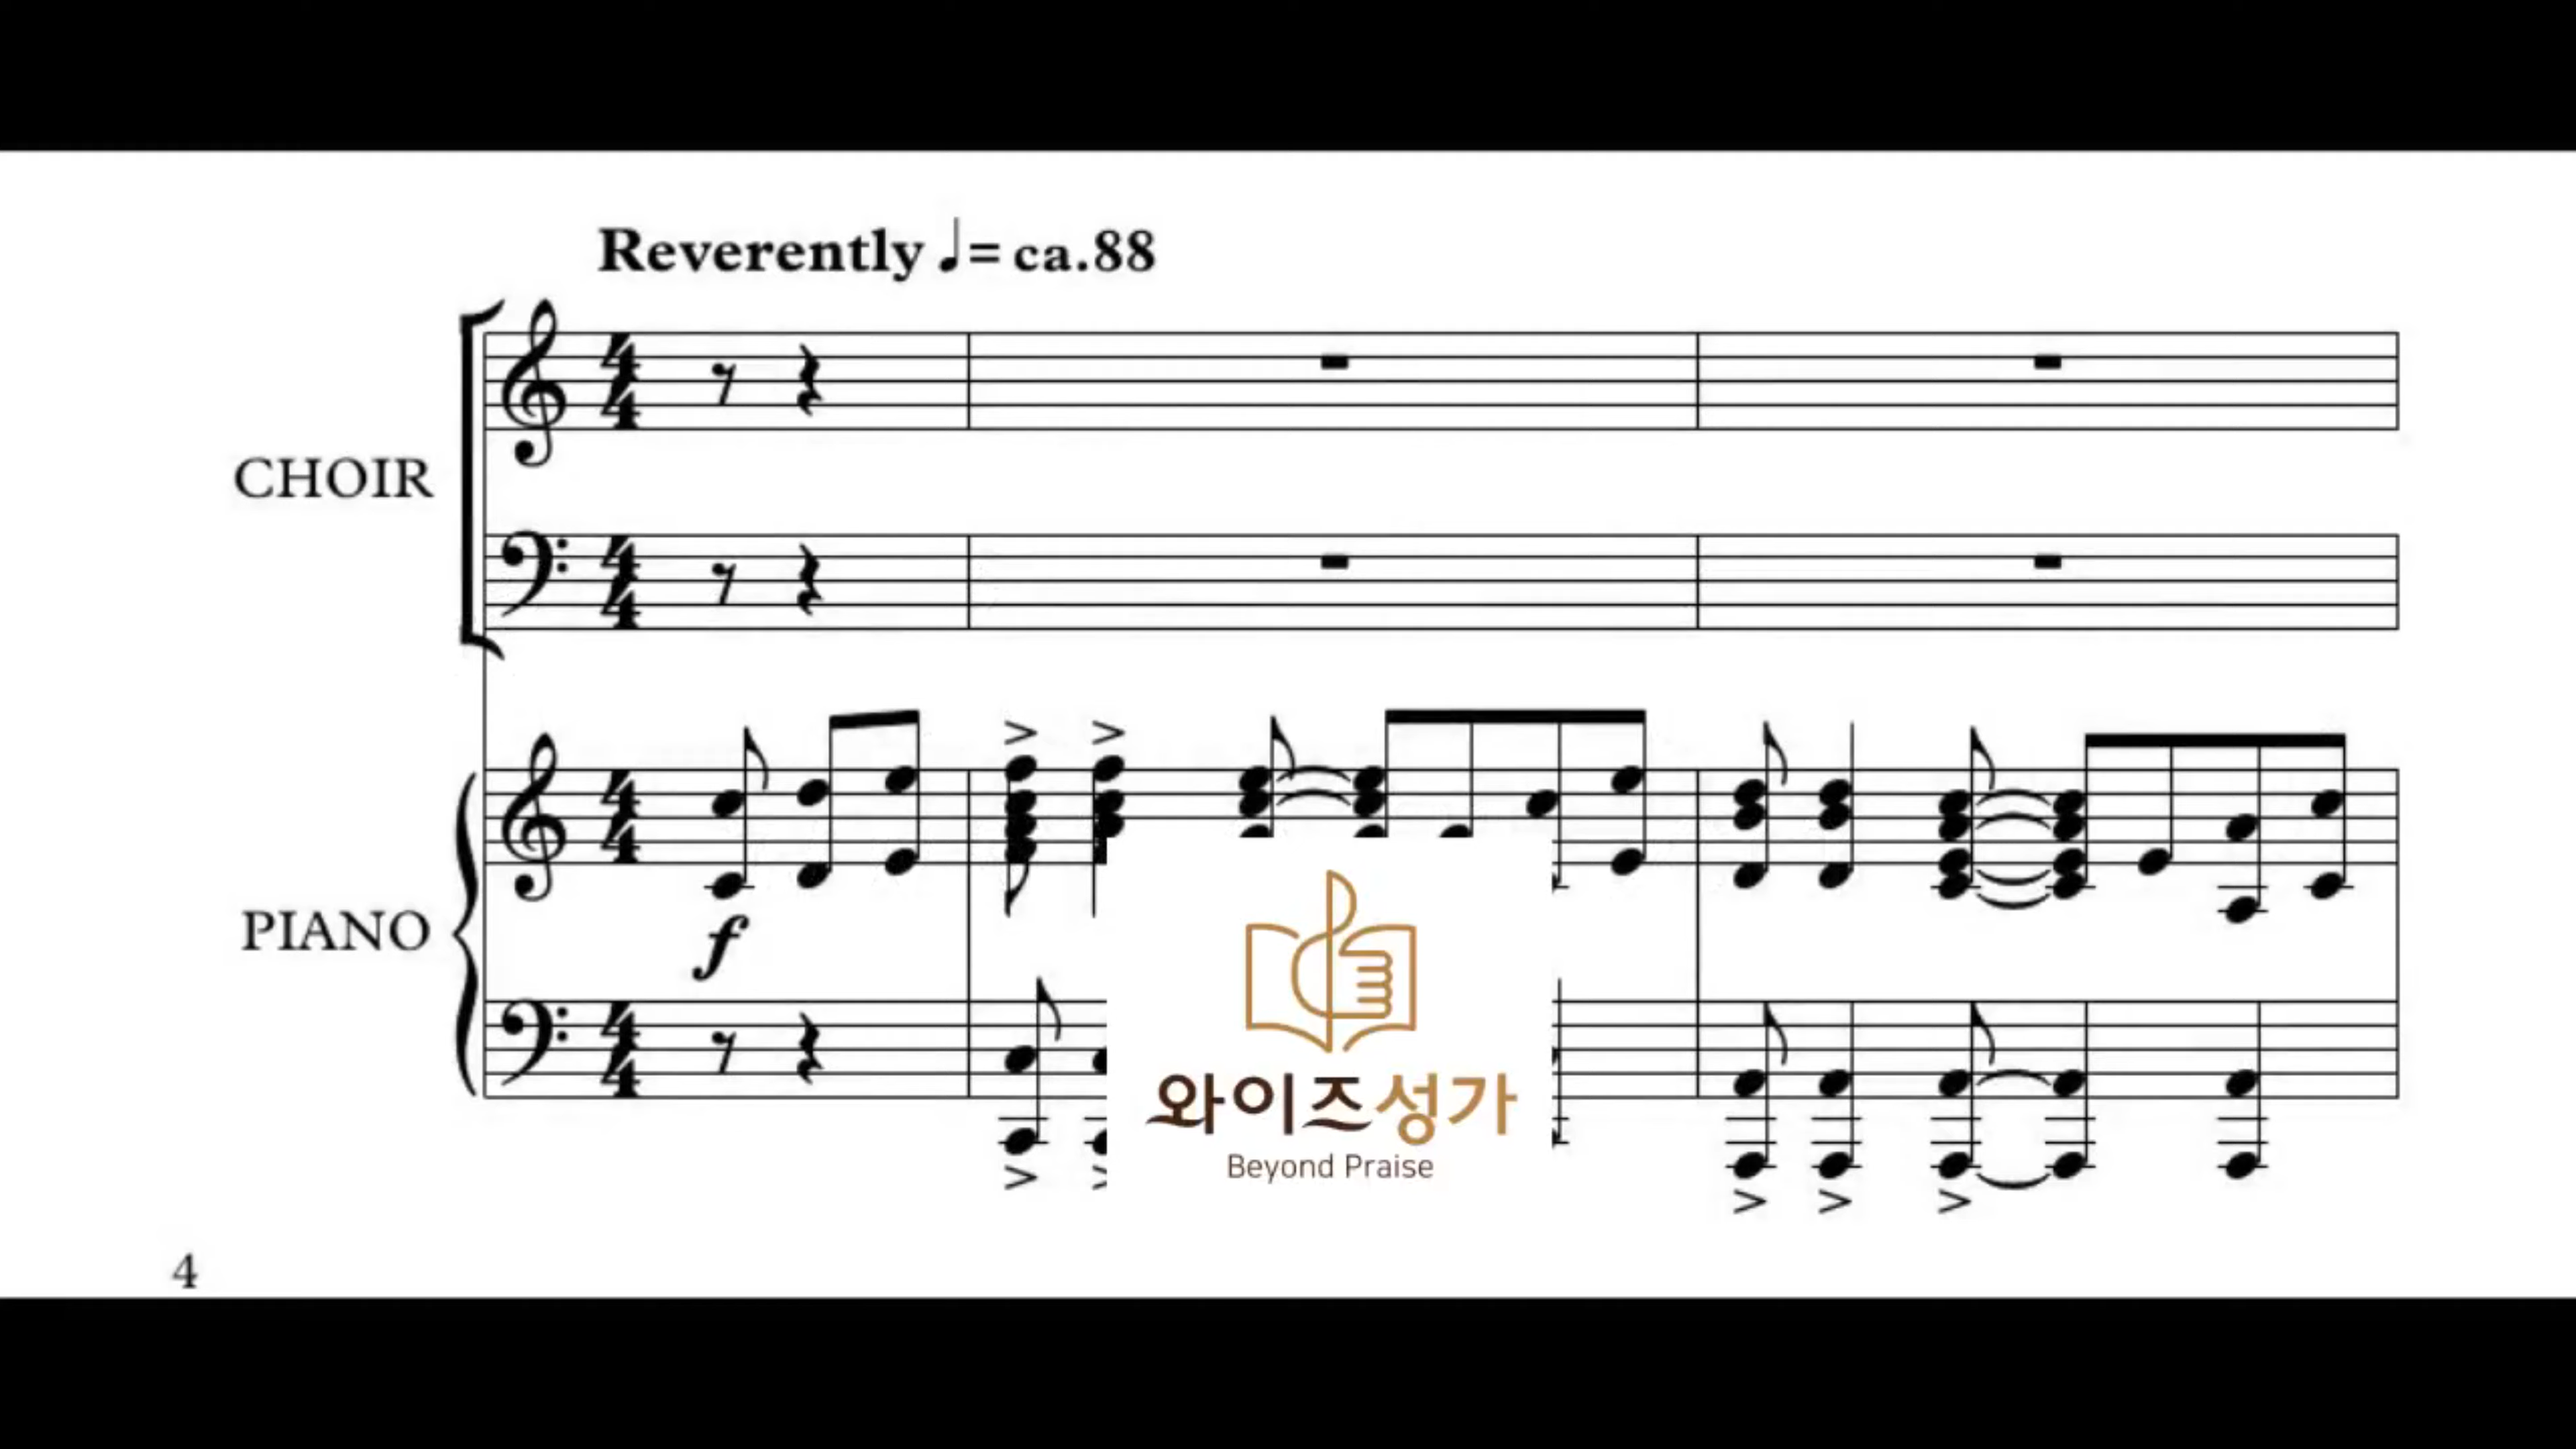 Reverently ♩= ca.88
CHOIR
PIANO
f
와이즈성가
Beyond Praise
4